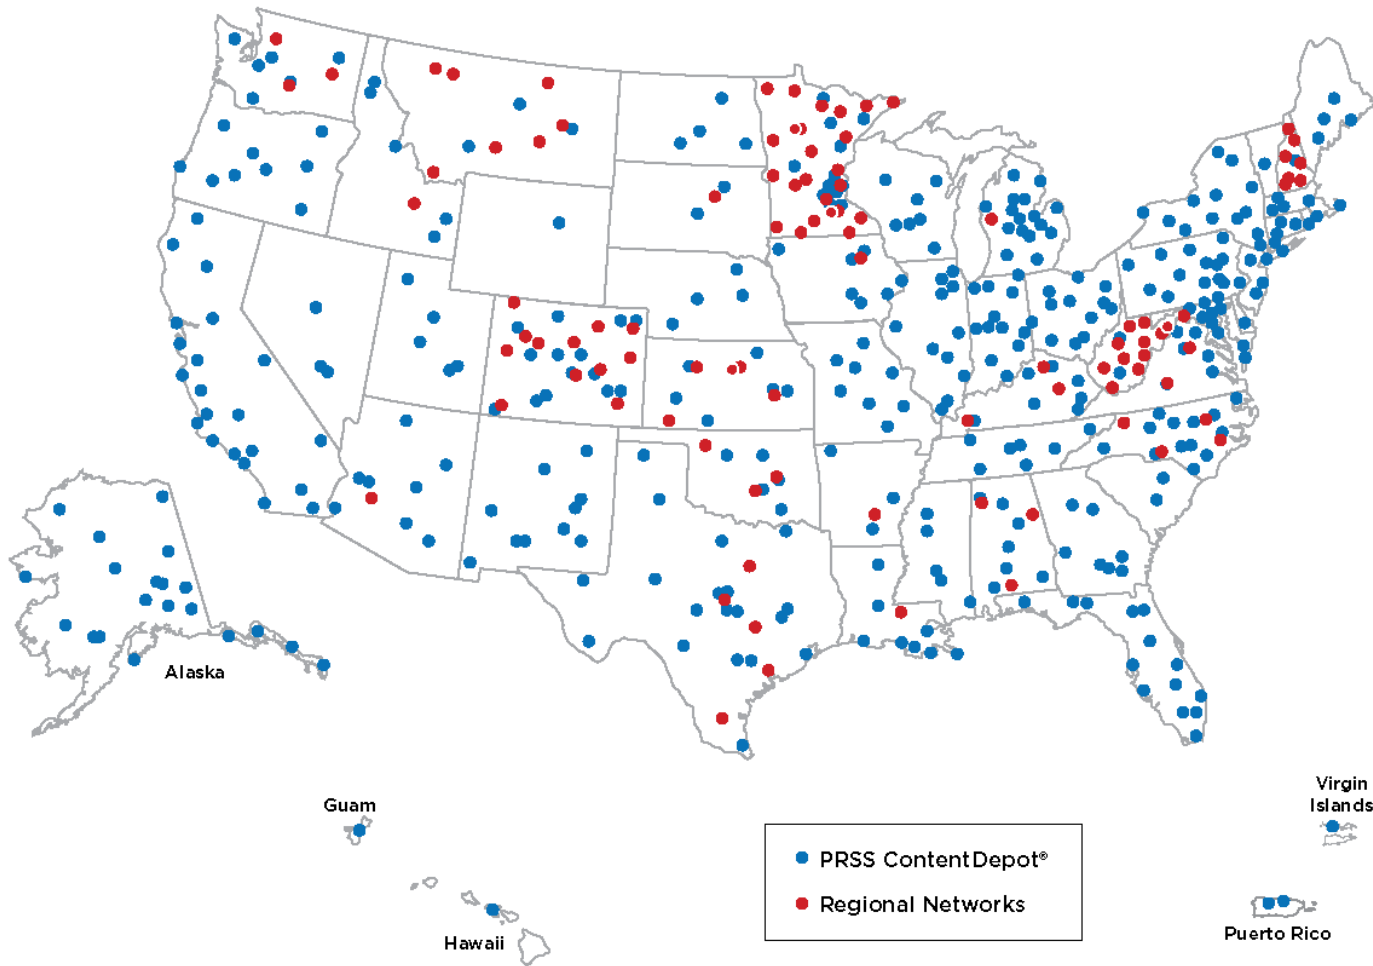 Alaska
Guam
Hawaii
PRSS ContentDepot®
Regional Networks
Virgin
Islands
Puerto Rico